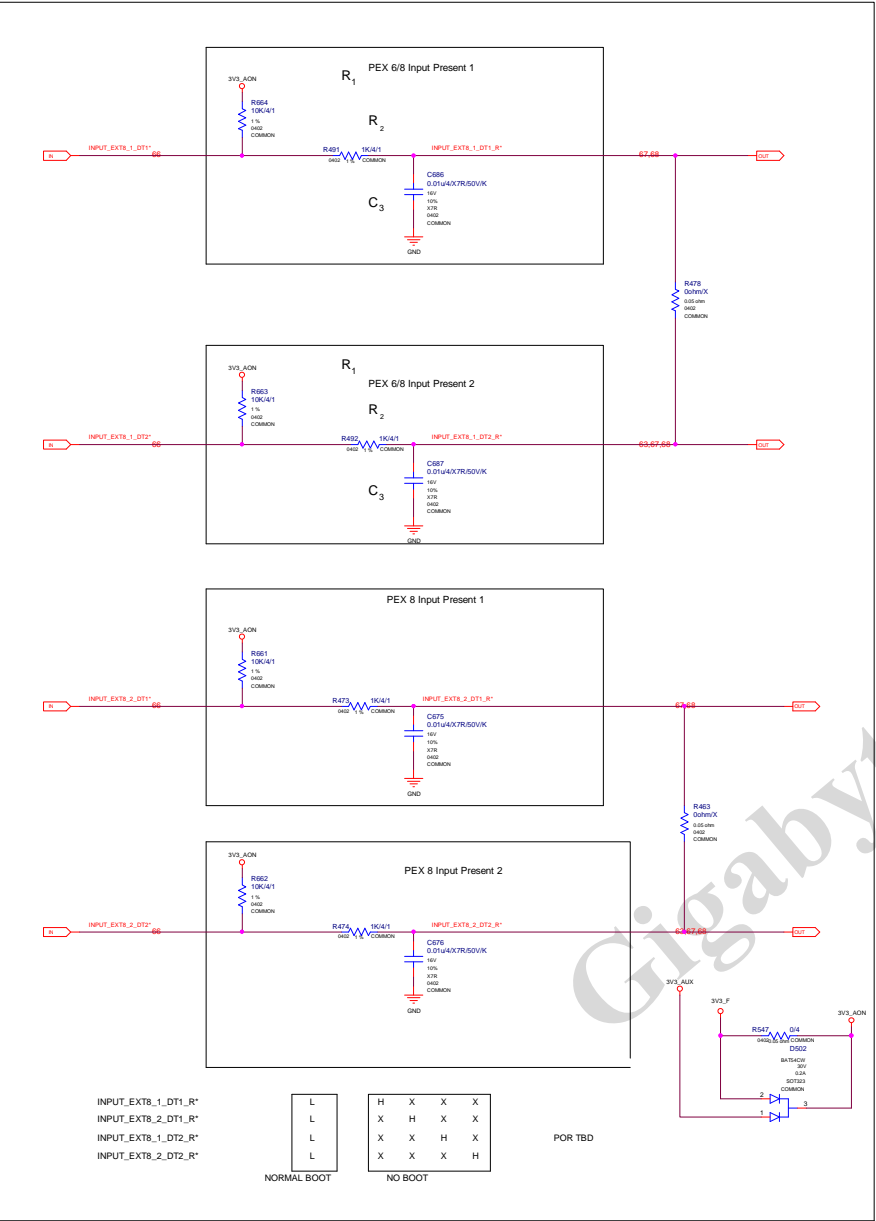 PEX 6/8 Input Present 1
R1
3V3_AON
R664
10K/4/1
1 %
0402
COMMON
R2
IN
INPUT_EXT8_1_DT1*
66
R491
1K/4/1
0402
1 %
COMMON
INPUT_EXT8_1_DT1_R*
67,68
OUT
C3
C686
0.01u/4/X7R/50V/K
16V
10%
X7R
0402
COMMON
GND
R478
0ohm/X
0.05 ohm
0402
COMMON
R1
PEX 6/8 Input Present 2
3V3_AON
R663
10K/4/1
1 %
0402
COMMON
R2
IN
INPUT_EXT8_1_DT2*
66
R492
1K/4/1
0402
1 %
COMMON
INPUT_EXT8_1_DT2_R*
63,67,68
OUT
C3
C687
0.01u/4/X7R/50V/K
16V
10%
X7R
0402
COMMON
GND
PEX 8 Input Present 1
3V3_AON
R661
10K/4/1
1 %
0402
COMMON
IN
INPUT_EXT8_2_DT1*
66
R473
1K/4/1
0402
1 %
COMMON
INPUT_EXT8_2_DT1_R*
67,68
OUT
C675
0.01u/4/X7R/50V/K
16V
10%
X7R
0402
COMMON
GND
R463
0ohm/X
0.05 ohm
0402
COMMON
PEX 8 Input Present 2
3V3_AON
R662
10K/4/1
1 %
0402
COMMON
IN
INPUT_EXT8_2_DT2*
66
R474
1K/4/1
0402
1 %
COMMON
INPUT_EXT8_2_DT2_R*
63,67,68
OUT
C676
0.01u/4/X7R/50V/K
16V
10%
X7R
0402
COMMON
GND
3V3_AUX
3V3_F
3V3_AON
R547
0/4
0402
0.05 ohm
COMMON
D502
BAT54CW
30V
0.2A
SOT323
COMMON
2
1
3
INPUT_EXT8_1_DT1_R* L H X X X
INPUT_EXT8_2_DT1_R* L X H X X
INPUT_EXT8_1_DT2_R* L X X H X
INPUT_EXT8_2_DT2_R* L X X X H
POR TBD
NORMAL BOOT
NO BOOT
Gigabyt